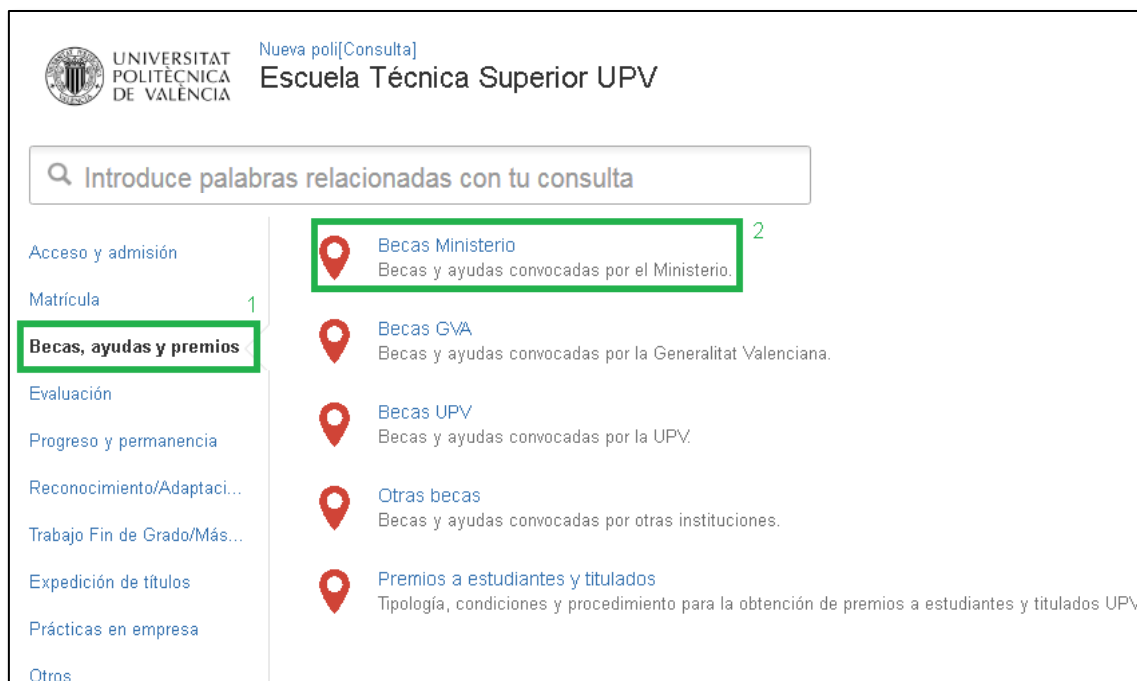 UNIVERSITAT
POLITÈCNICA
DE VALÈNCIA
Nueva poli[Consulta]
Escuela Técnica Superior UPV
Introduce palabras relacionadas con tu consulta
Acceso y admisión
Matrícula
1
Becas, ayudas y premios
Evaluación
Progreso y permanencia
Reconocimiento/Adaptaci...
Trabajo Fin de Grado/Más...
Expedición de títulos
Prácticas en empresa
Otros
2
Becas Ministerio
Becas y ayudas convocadas por el Ministerio.
Becas GVA
Becas y ayudas convocadas por la Generalitat Valenciana.
Becas UPV
Becas y ayudas convocadas por la UPV.
Otras becas
Becas y ayudas convocadas por otras instituciones.
Premios a estudiantes y titulados
Tipología, condiciones y procedimiento para la obtención de premios a estudiantes y titulados UPV